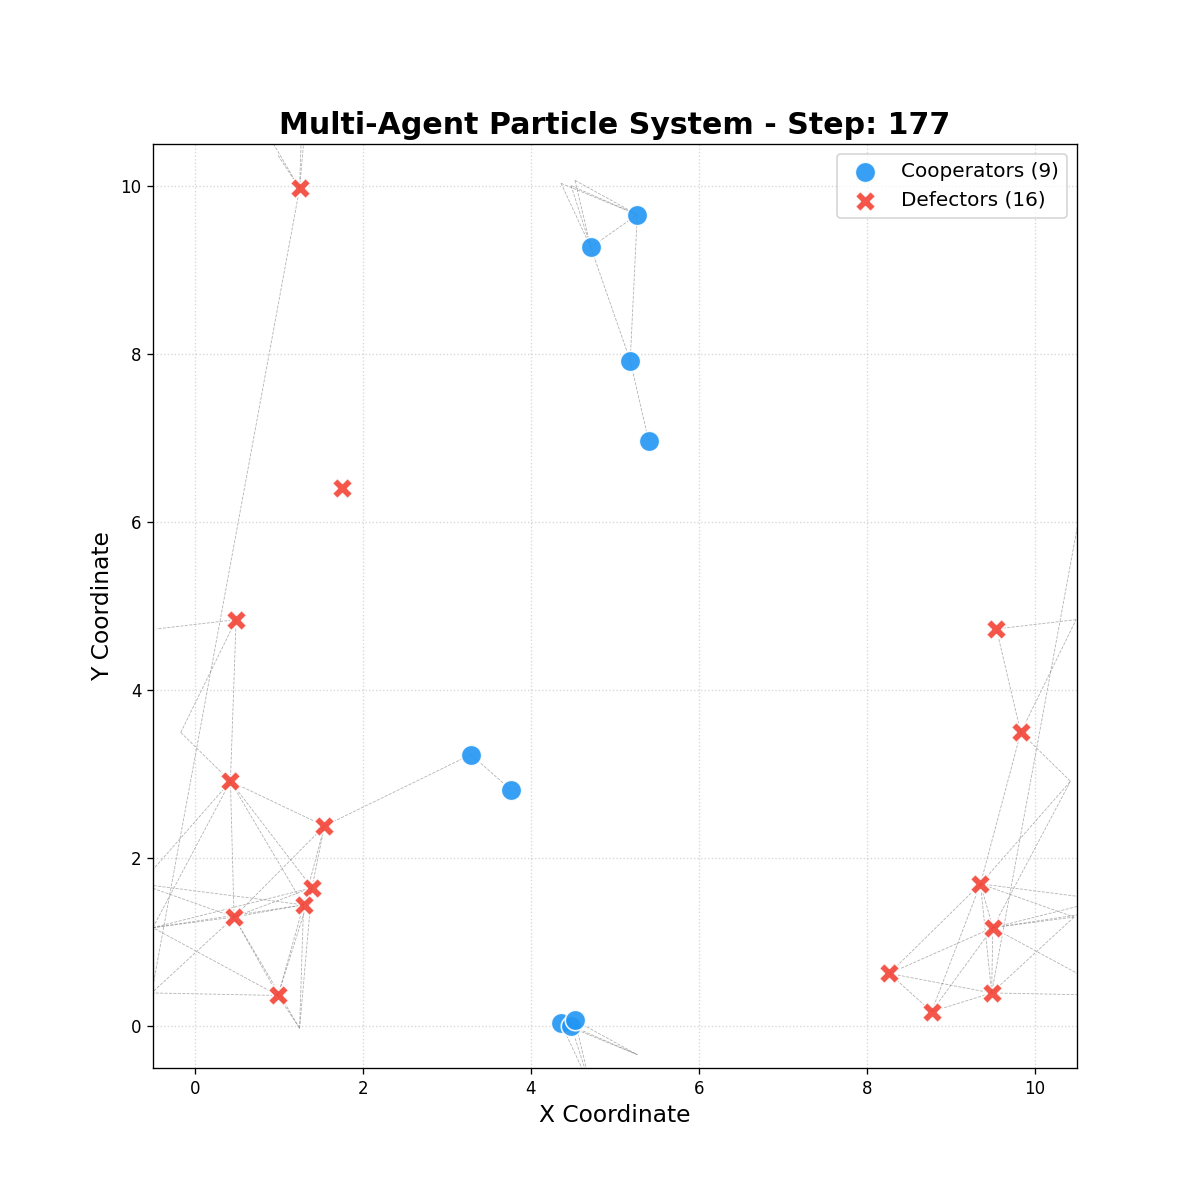 Multi-Agent Particle System - Step: 177
Cooperators (9)
Defectors (16)
10
8
6
4
2
0
Y Coordinate
0 2 4 6 8 10
X Coordinate